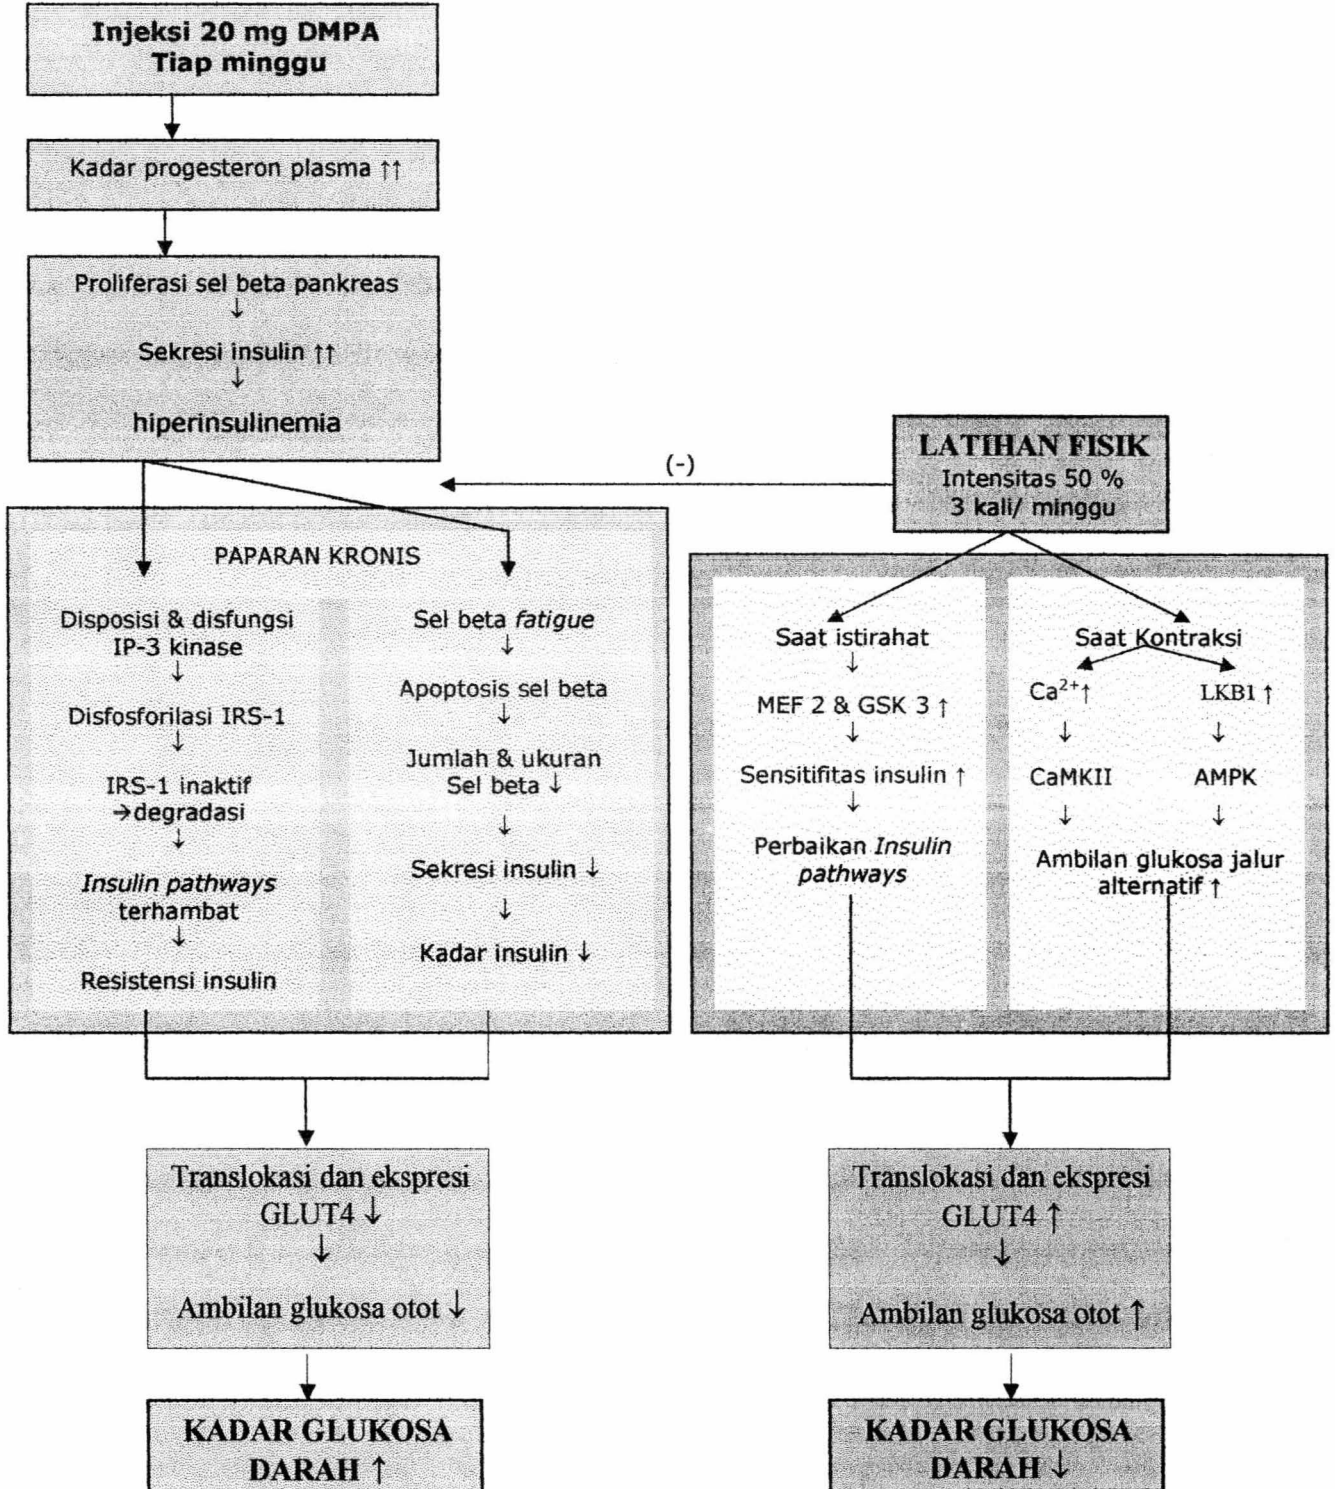 Injeksi 20 mg DMPA
Tiap minggu
Kadar progesteron plasma ↑↑
Proliferasi sel beta pankreas
↓
Sekresi insulin ↑↑
↓
hiperinsulinemia
(-)
LATIHAN FISIK
Intensitas 50 %
3 kali/ minggu
PAPARAN KRONIS
Disposisi & disfungsi
IP-3 kinase
↓
Disfosforilasi IRS-1
↓
IRS-1 inaktif
→degradasi
↓
Insulin pathways
terhambat
↓
Resistensi insulin
Sel beta fatigue
↓
Apoptosis sel beta
↓
Jumlah & ukuran
Sel beta ↓
↓
Sekresi insulin ↓
↓
Kadar insulin ↓
Saat istirahat
↓
MEF 2 & GSK 3 ↑
↓
Sensitifitas insulin ↑
↓
Perbaikan Insulin
pathways
Saat Kontraksi
Ca²⁺↑
↓
CaMKII
↓
LKB1 ↑
↓
AMPK
↓
Ambilan glukosa jalur
alternatif ↑
Translokasi dan ekspresi
GLUT4 ↓
↓
Ambilan glukosa otot ↓
KADAR GLUKOSA
DARAH ↑
Translokasi dan ekspresi
GLUT4 ↑
↓
Ambilan glukosa otot ↑
KADAR GLUKOSA
DARAH ↓